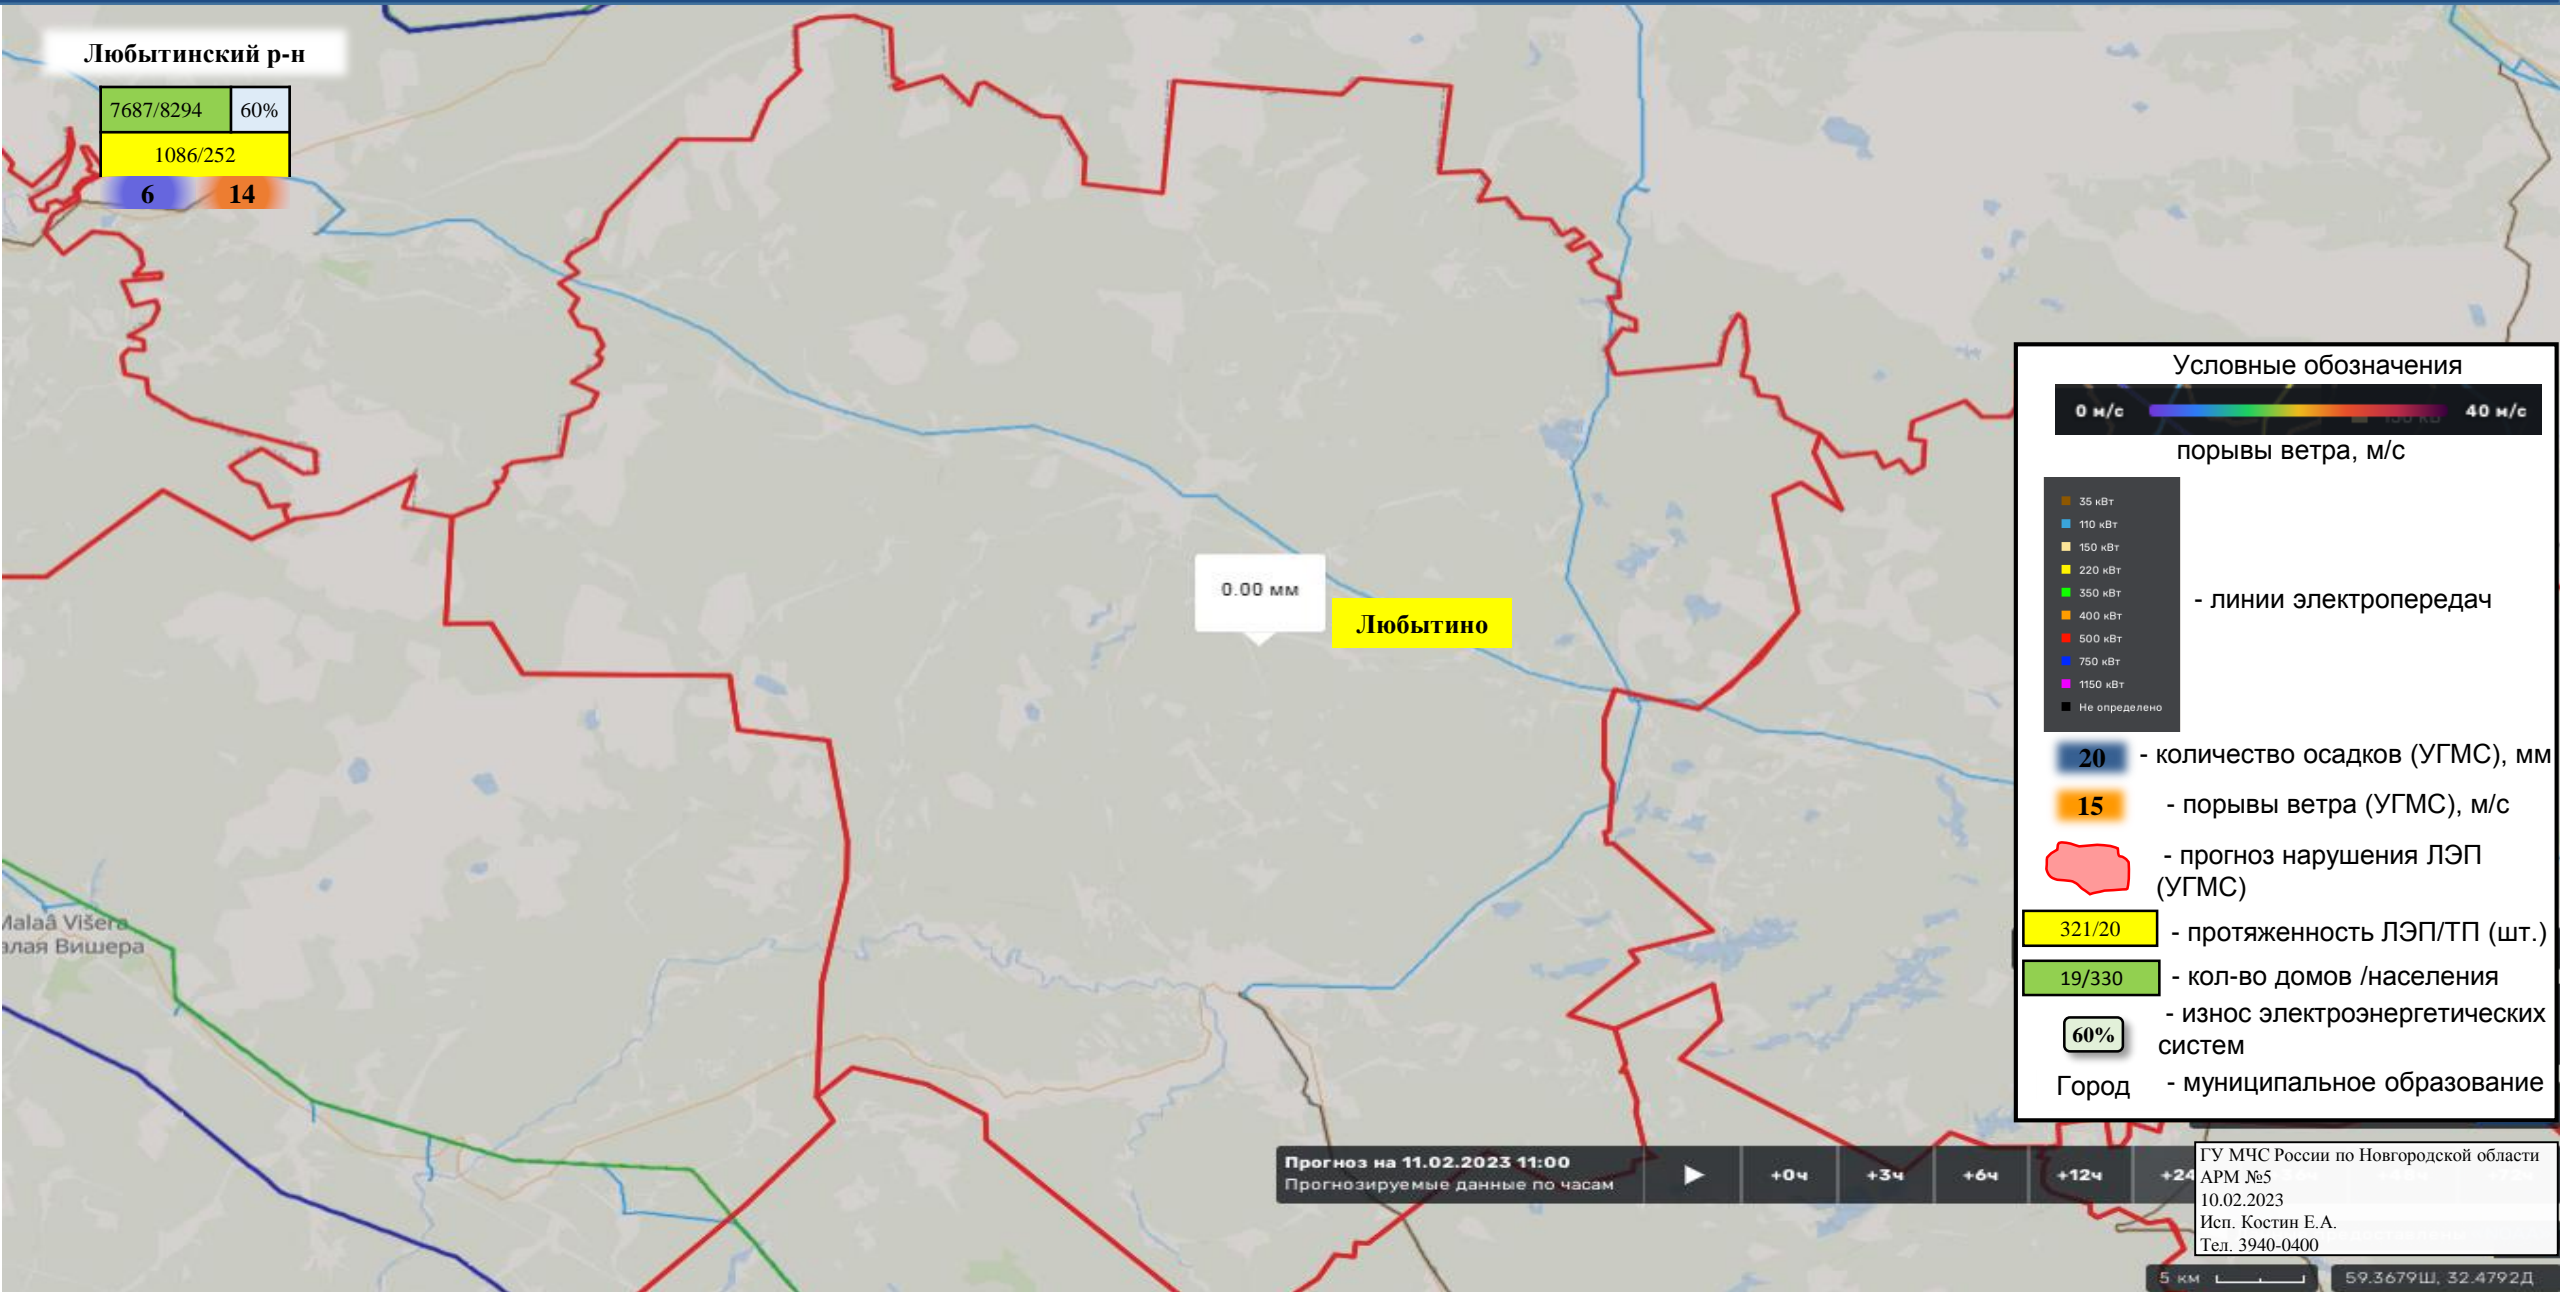 Любытинский р-н
7687/8294 60%
1086/252
6 14
0.00 мм
Любытино
Malaâ Višera
Вишера
Условные обозначения
0 м/с 40 м/с
порывы ветра, м/с
35 кВт
110 кВт
150 кВт
220 кВт
350 кВт
400 кВт
500 кВт
750 кВт
1150 кВт
Не определено
- линии электропередач
20 - количество осадков (УГМС), мм
15 - порывы ветра (УГМС), м/с
- прогноз нарушения ЛЭП
(УГМС)
321/20 - протяженность ЛЭП/ТП (шт.)
19/330 - кол-во домов /населения
60% - износ электроэнергетических
систем
Город - муниципальное образование
Прогноз на 11.02.2023 11:00
Прогнозируемые данные по часам
+0ч +3ч +6ч +12ч +24
ГУ МЧС России по Новгородской области
АРМ №5
10.02.2023
Исп. Костин Е.А.
Тел. 3940-0400
5 км 59.3679Ш, 32.4792Д